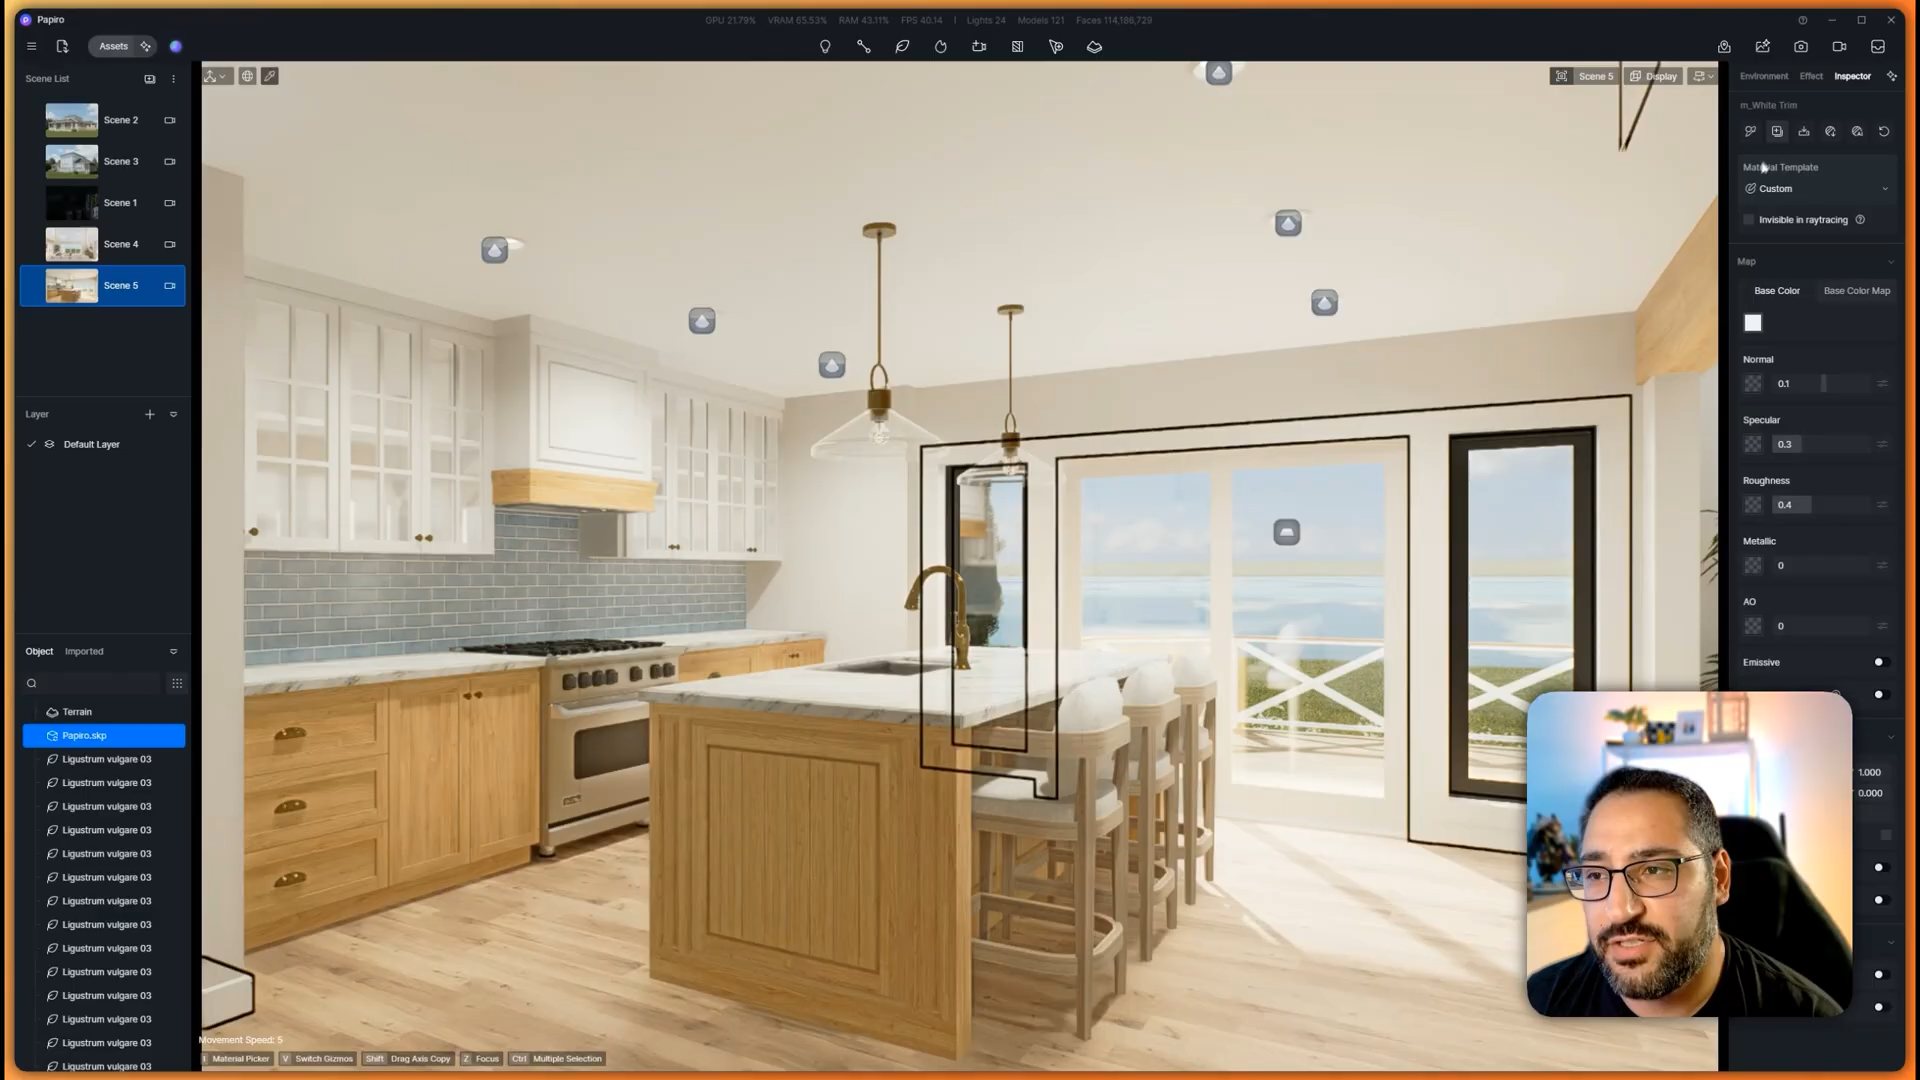 Papiro
GPU 21.79% VRAM 65.53% RAM 43.11% FPS 40.14 | Lights 24 Models 121 Faces 114,186,729
Assets
Scene List
Scene 2
Scene 3
Scene 1
Scene 4
Scene 5
Layer
Default Layer
Object Imported
Terrain
Papiro.skp
Ligustrum vulgare 03
Ligustrum vulgare 03
Ligustrum vulgare 03
Ligustrum vulgare 03
Ligustrum vulgare 03
Ligustrum vulgare 03
Ligustrum vulgare 03
Ligustrum vulgare 03
Ligustrum vulgare 03
Ligustrum vulgare 03
Ligustrum vulgare 03
Ligustrum vulgare 03
Ligustrum vulgare 03
Ligustrum vulgare 03
Scene 5 Display
Movement Speed: 5
I Material Picker V Switch Gizmos Shift Drag Axis Copy Z Focus Ctrl Multiple Selection
Environment Effect Inspector
m_White Trim
Material Template
Custom
Invisible in raytracing
Map
Base Color Base Color Map
Normal
0.1
Specular
0.3
Roughness
0.4
Metallic
0
AO
0
Emissive
1.000
0.000